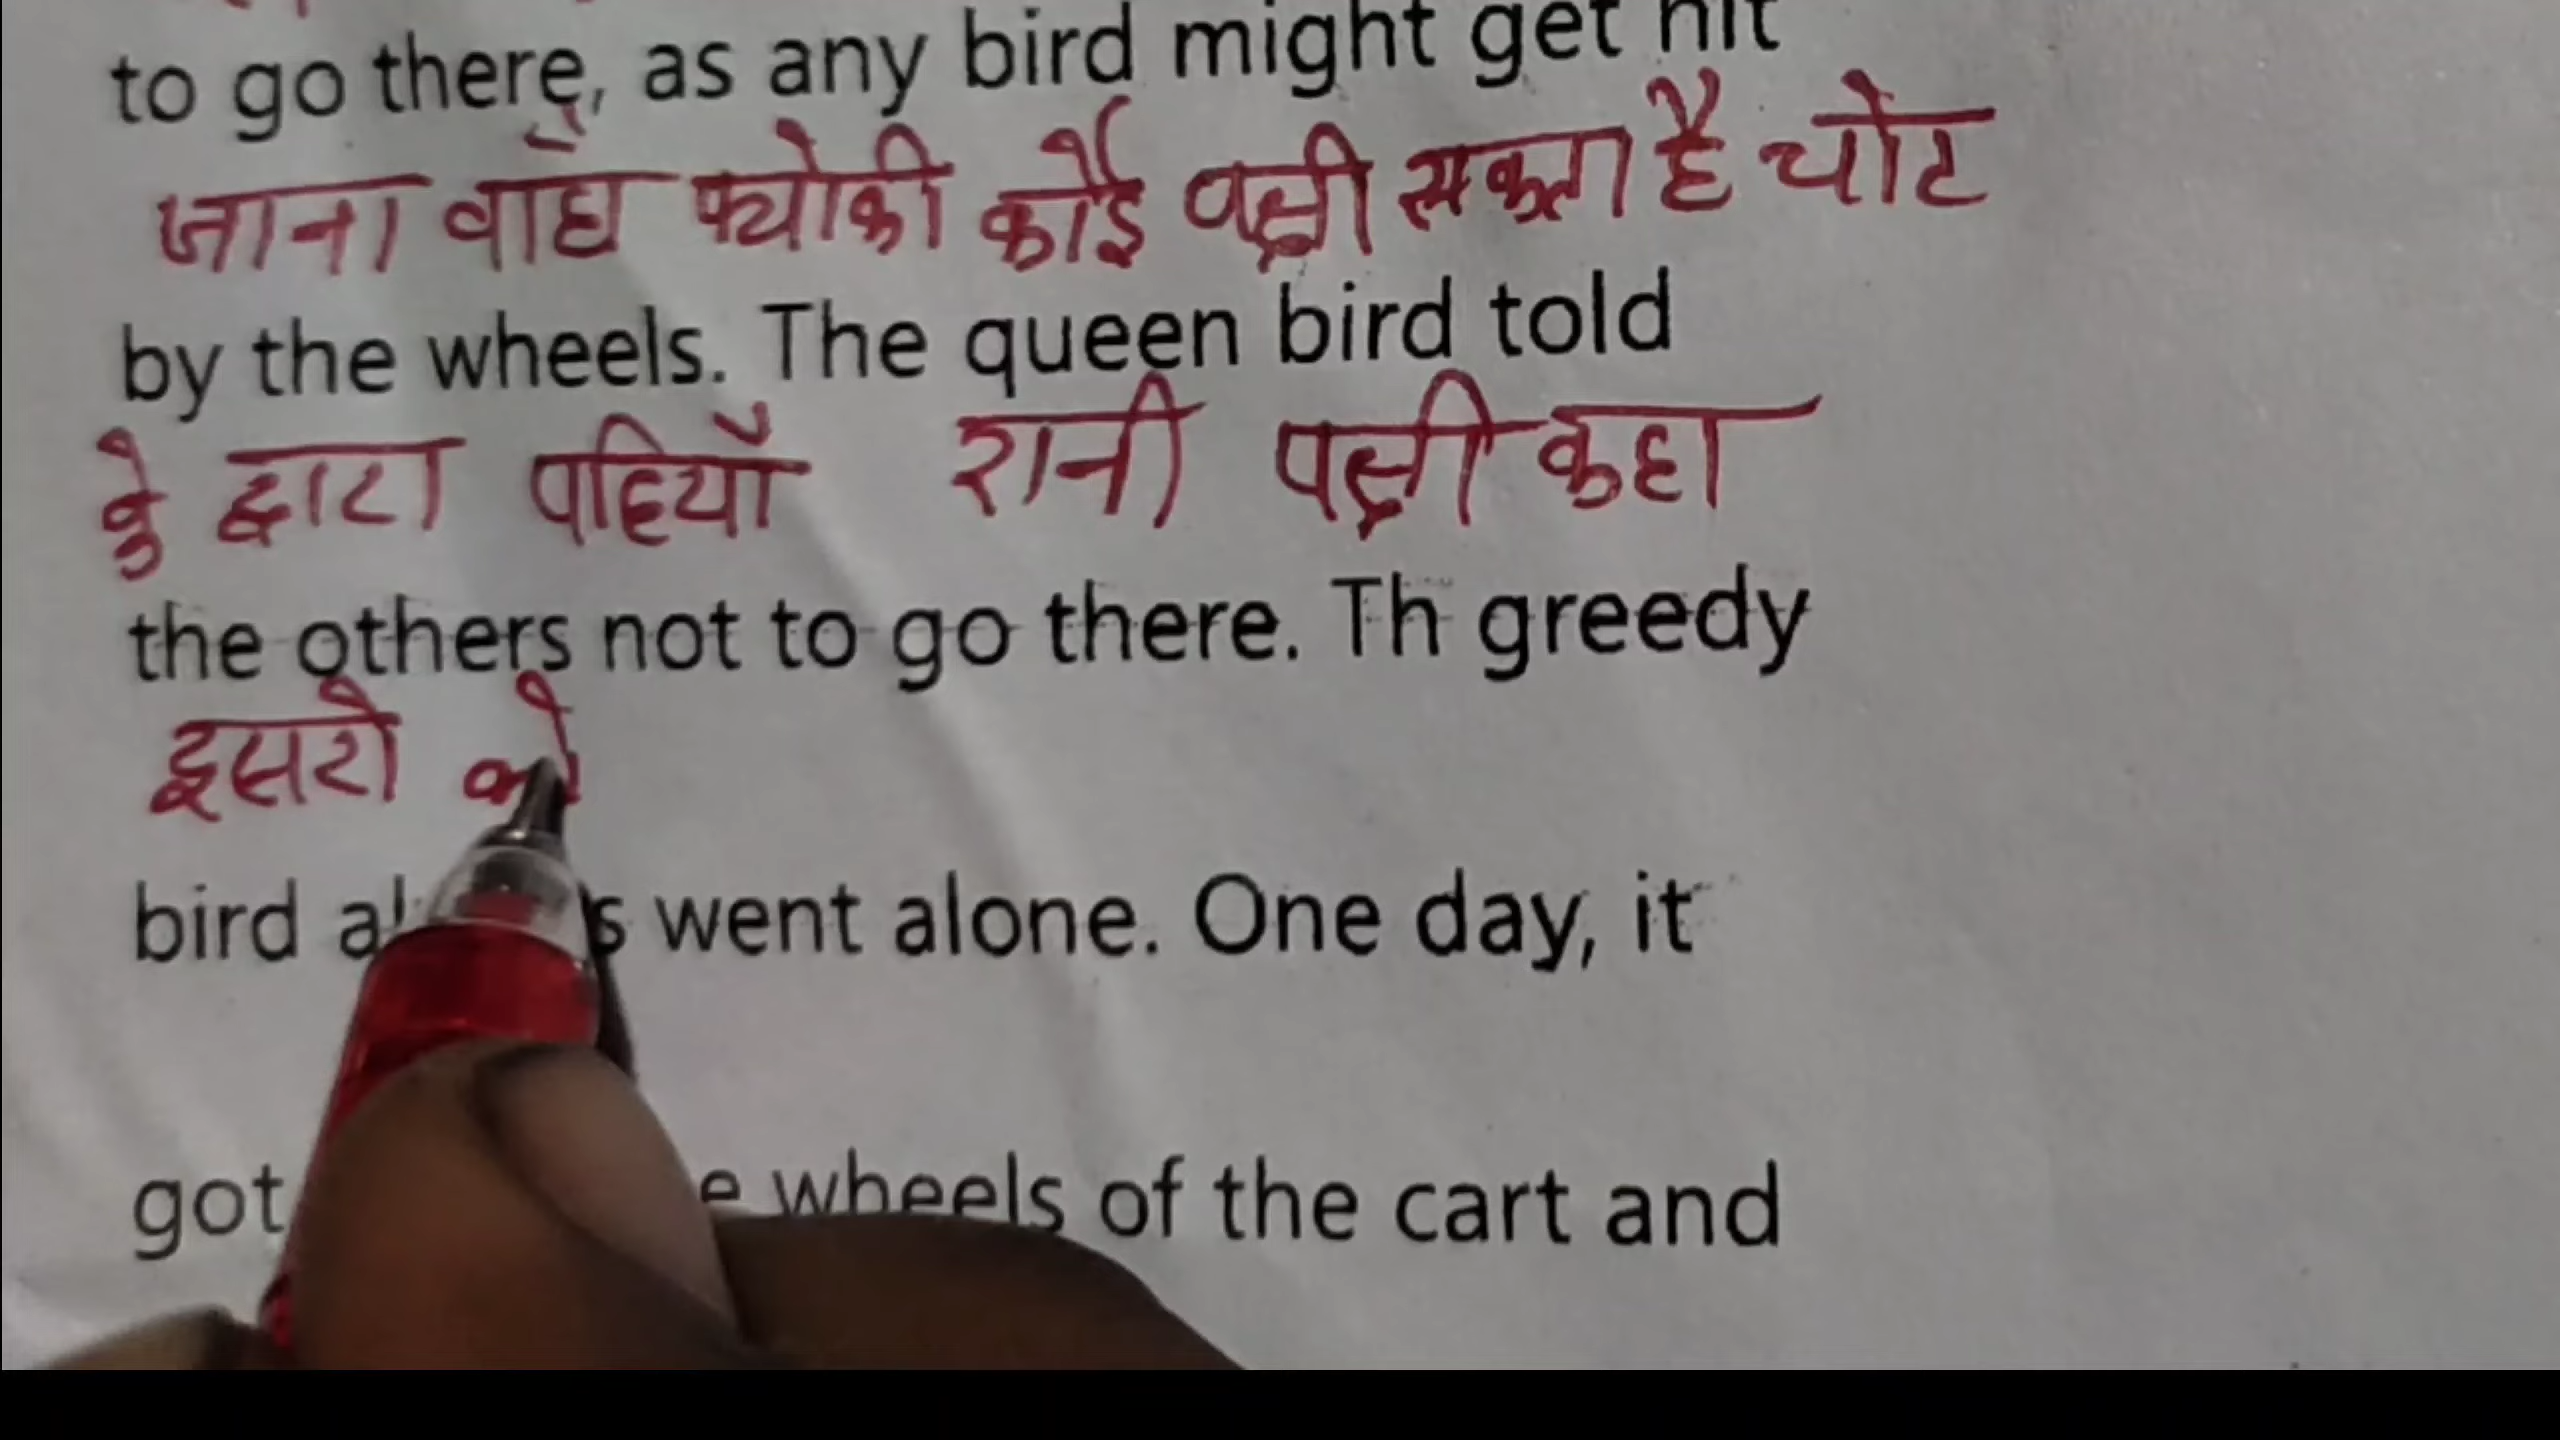 to go there, as any bird might get hit
जाना वाहाँ क्योकी कोई पक्षी सकता है चोट
by the wheels. The queen bird told
के द्वारा पहियों रानी पक्षी कहा
the others not to go there. Th greedy
दुसरो को
bird went alone. One day, it
got wheels of the cart and